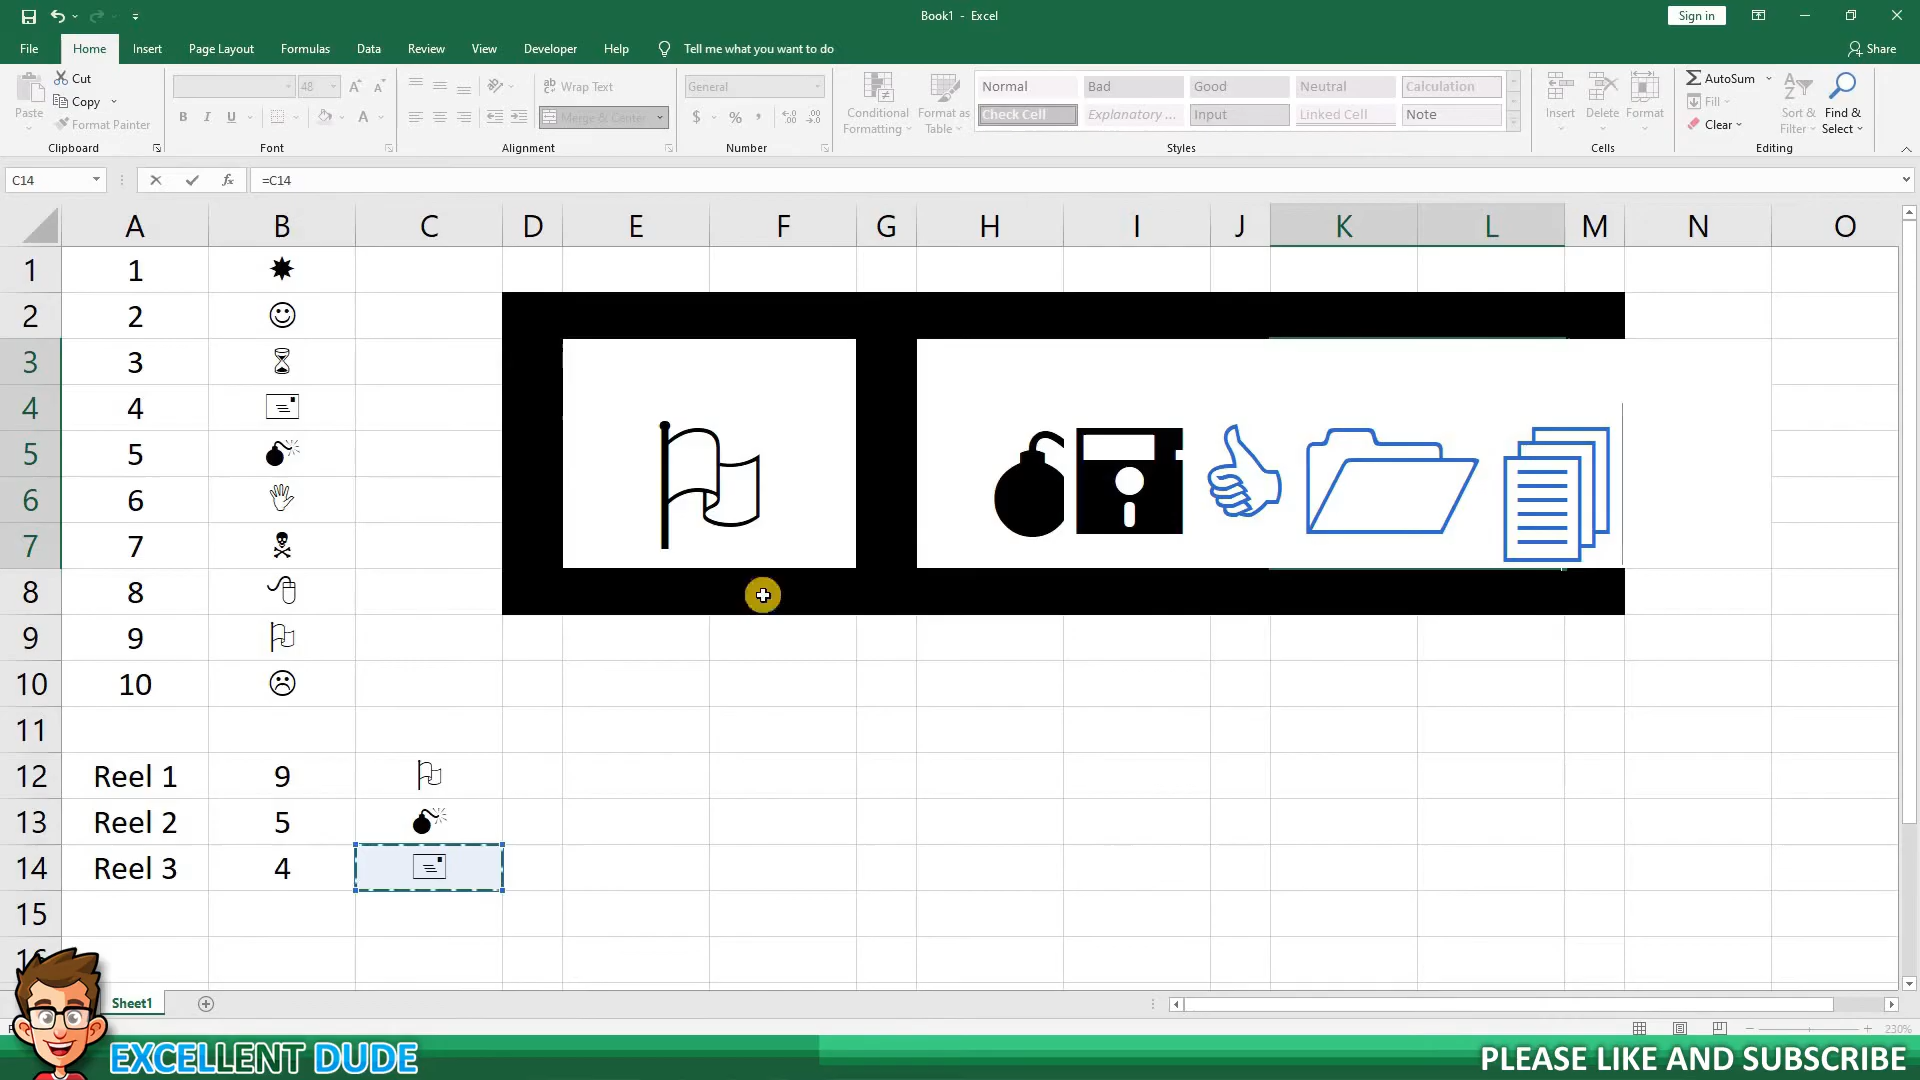 Book1 - Excel
Sign in
File Home Insert Page Layout Formulas Data Review View Developer Help Tell me what you want to do Share
Paste
Cut
Copy
Format Painter
Clipboard
48
B I U
Font
Wrap Text
Merge & Center
Alignment
General
$ % ,
Number
Conditional Formatting
Format as Table
Normal Bad Good Neutral Calculation
Check Cell Explanatory ... Input Linked Cell Note
Styles
Insert Delete Format
Cells
AutoSum
Fill
Clear
Sort & Filter
Find & Select
Editing
C14 fx =C14
A B C D E F G H I J K L M N O
1 1
2 2
3 3
4 4
5 5
6 6
7 7
8 8
9 9
10 10
11
12 Reel 1 9
13 Reel 2 5
14 Reel 3 4
15
Sheet1
230%
EXCELLENT DUDE
PLEASE LIKE AND SUBSCRIBE